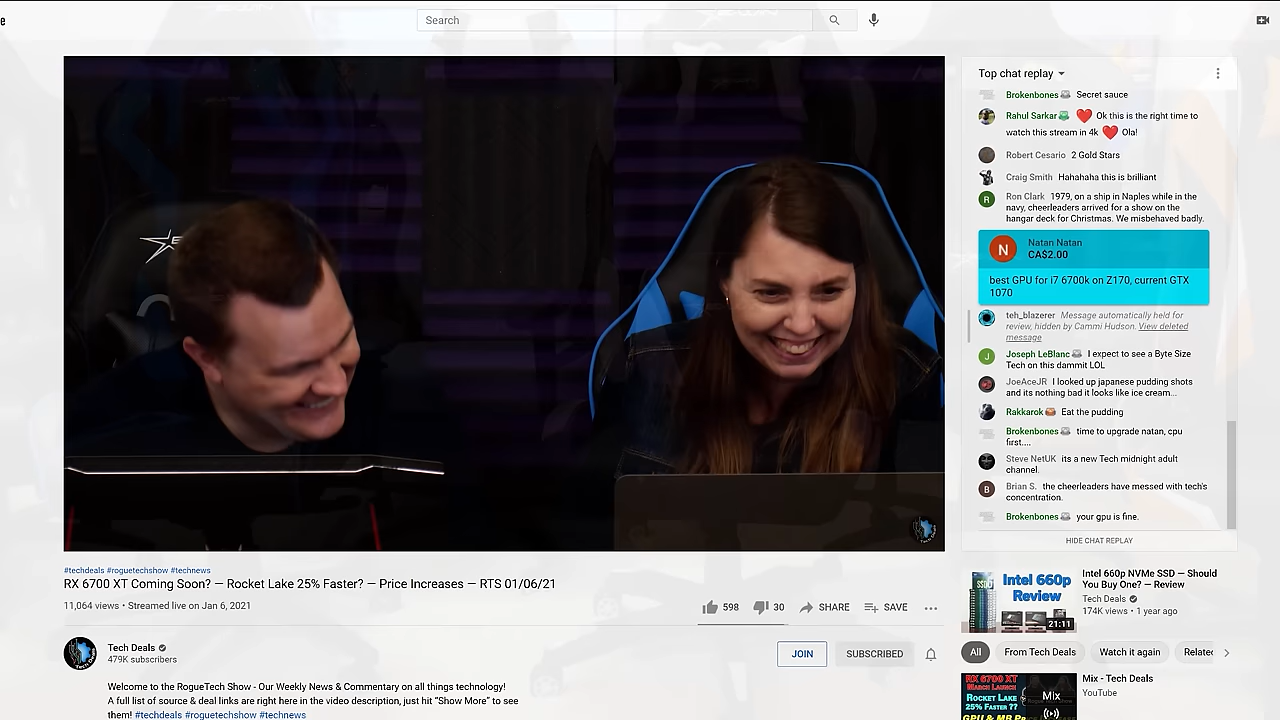 e
Search
Top chat replay
Brokenbones Secret sauce
Rahul Sarkar ❤️ Ok this is the right time to
watch this stream in 4k ❤️ Ola!
Robert Cesario 2 Gold Stars
Craig Smith Hahahaha this is brilliant
Ron Clark 1979, on a ship in Naples while in the
R
navy, cheerleaders arrived for a show on the
hangar deck for Christmas. We misbehaved badly.
N
Natan Natan
CA$2.00
best GPU for i7 6700k on Z170, current GTX
1070
teh_blazerer Message automatically held for
review, hidden by Cammi Hudson. View deleted
message
J
Joseph LeBlanc I expect to see a Byte Size
Tech on this dammit LOL
JoeAceJR I looked up japanese pudding shots
and its nothing bad it looks like ice cream...
Rakkarok Eat the pudding
Brokenbones time to upgrade natan, cpu
first....
Steve NetUK its a new Tech midnight adult
channel.
B
Brian S. the cheerleaders have messed with tech's
concentration.
Brokenbones your gpu is fine.
HIDE CHAT REPLAY
#techdeals #roguetechshow #technews
RX 6700 XT Coming Soon? — Rocket Lake 25% Faster? — Price Increases — RTS 01/06/21
11,064 views • Streamed live on Jan 6, 2021
598
30
SHARE
SAVE
Tech Deals
479K subscribers
JOIN
SUBSCRIBED
Welcome to the RogueTech Show - Our Weekly News & Commentary on all things technology!
A full list of source & deal links are right below in the video description, just hit "Show More" to see
them! #techdeals #roguetechshow #technews
Intel 660p
Review
21:11
Intel 660p NVMe SSD — Should
You Buy One? — Review
Tech Deals
174K views • 1 year ago
All
From Tech Deals
Watch it again
Relatec
RX 6700 XT
March Launch
Rocket Lake
25% Faster ??
Mix
Mix - Tech Deals
YouTube